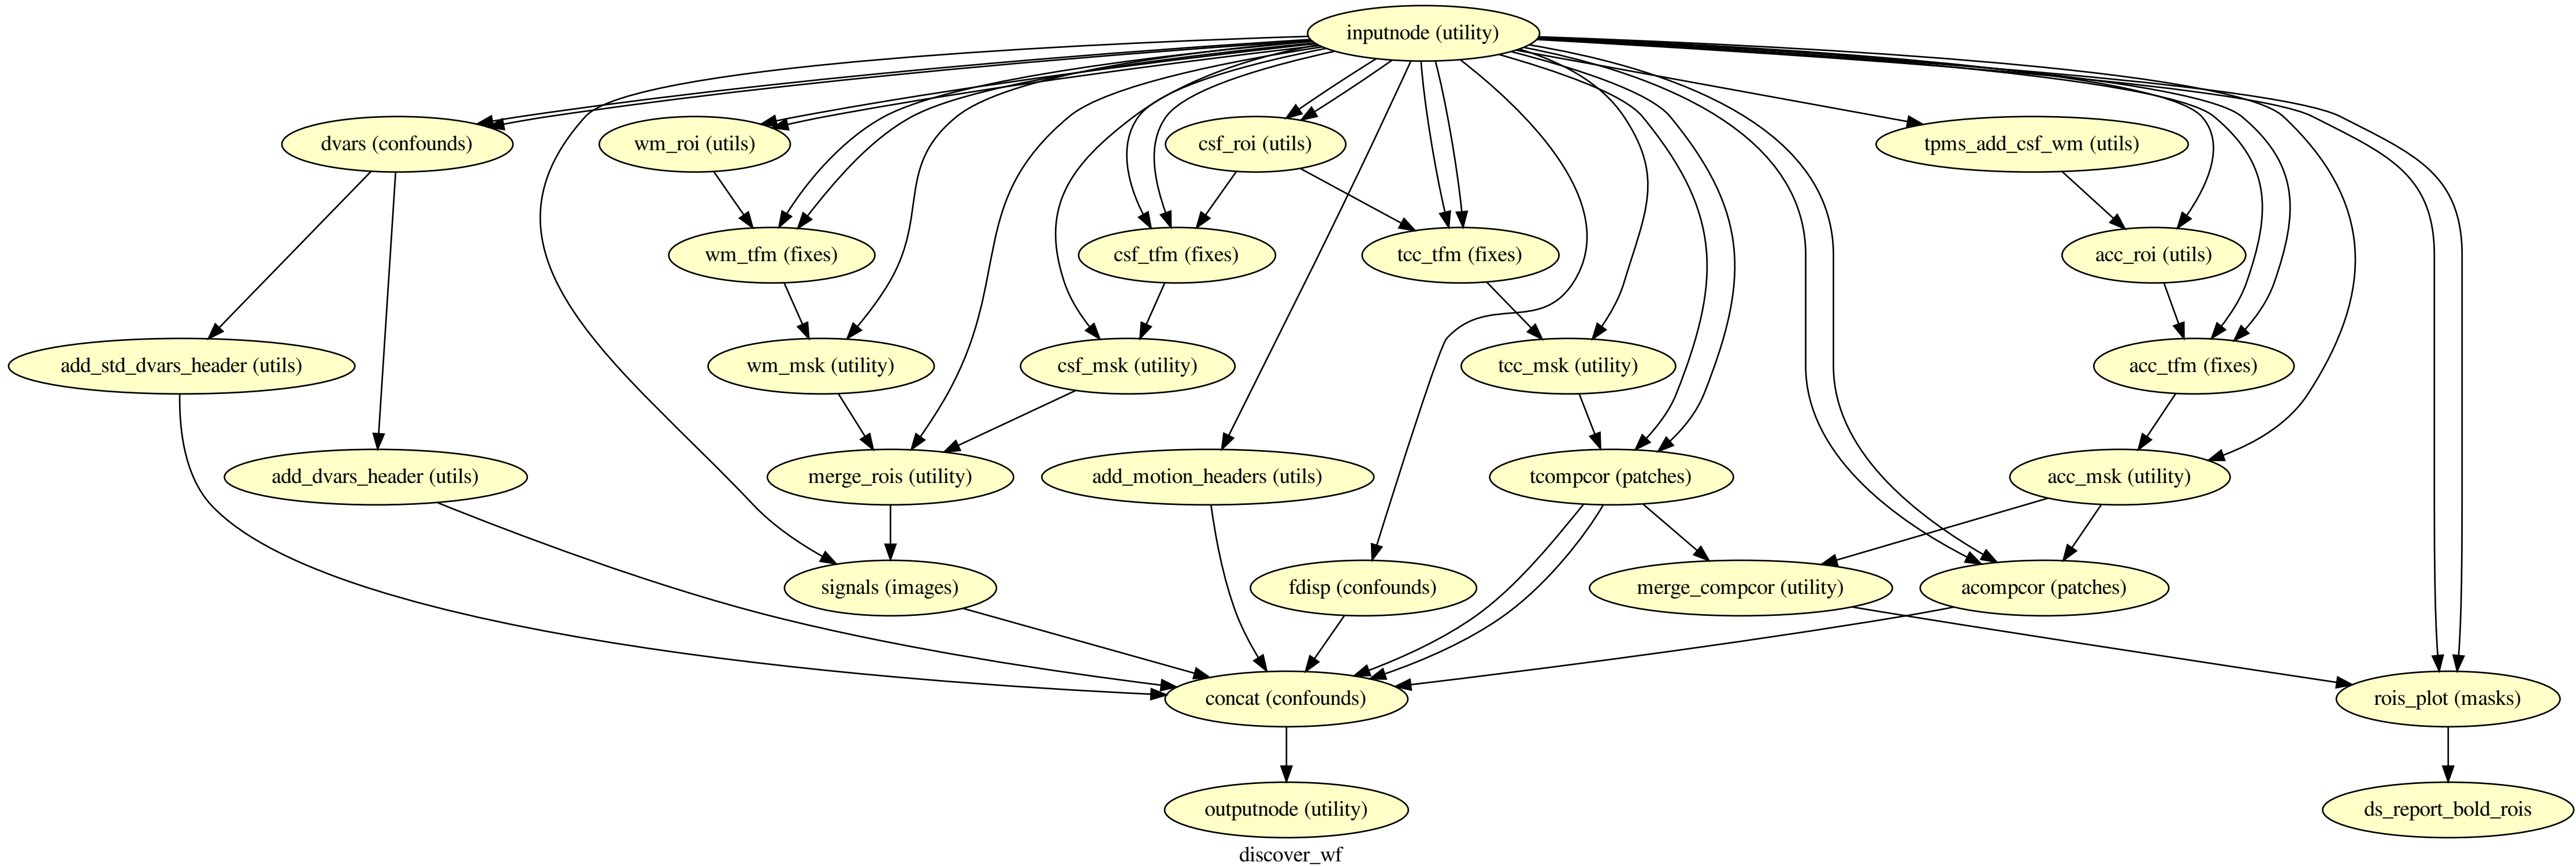 inputnode (utility)
dvars (confounds)
wm_roi (utils)
csf_roi (utils)
tpms_add_csf_wm (utils)
wm_tfm (fixes)
csf_tfm (fixes)
tcc_tfm (fixes)
acc_roi (utils)
add_std_dvars_header (utils)
wm_msk (utility)
csf_msk (utility)
tcc_msk (utility)
acc_tfm (fixes)
add_dvars_header (utils)
merge_rois (utility)
add_motion_headers (utils)
tcompcor (patches)
acc_msk (utility)
signals (images)
fdisp (confounds)
merge_compcor (utility)
acompcor (patches)
concat (confounds)
rois_plot (masks)
outputnode (utility)
ds_report_bold_rois
discover_wf